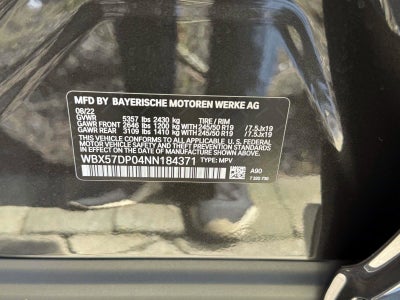 MFD. BY BAYERISCHE MOTOREN WERKE AG
08/22
GVWR 5357 lbs 2430 kg TIRE / RIM
GAWR FRONT 2646 lbs 1200 kg WITH 245/50 R19 /7.5Jx19
GAWR REAR 3109 lbs 1410 kg WITH 245/50 R19 /7.5Jx19
THIS VEHICLE CONFORMS TO ALL APPLICABLE U.S. FEDERAL
MOTOR VEHICLE SAFETY, BUMPER, AND THEFT PREVENTION
STANDARDS IN EFFECT ON THE DATE OF MANUFACTURE SHOWN ABOVE.
WBX57DP04NN184371 TYPE: MPV
A90